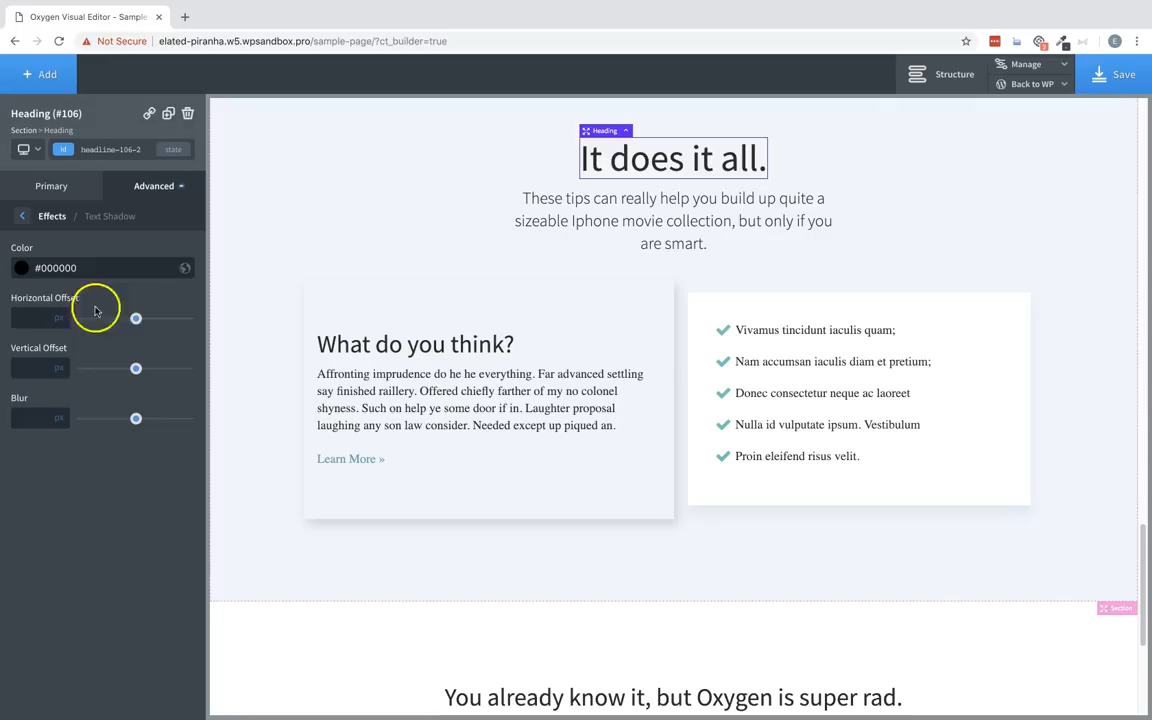 Oxygen Visual Editor - Sample
Not Secure elated-piranha.w5.wpsandbox.pro/sample-page/?ct_builder=true
2
E
+ Add
Structure
Manage
Back to WP
Save
Heading (#106)
Section > Heading
id headline-106-2 state
Primary Advanced
Effects / Text Shadow
Color
#000000
Horizontal Offset
px
Vertical Offset
px
Blur
px
Heading
It does it all.
These tips can really help you build up quite a
sizeable Iphone movie collection, but only if you
are smart.
What do you think?
Affronting imprudence do he he everything. Far advanced settling
say finished raillery. Offered chiefly farther of my no colonel
shyness. Such on help ye some door if in. Laughter proposal
laughing any son law consider. Needed except up piqued an.
Learn More »
Vivamus tincidunt iaculis quam;
Nam accumsan iaculis diam et pretium;
Donec consectetur neque ac laoreet
Nulla id vulputate ipsum. Vestibulum
Proin eleifend risus velit.
Section
You already know it, but Oxygen is super rad.